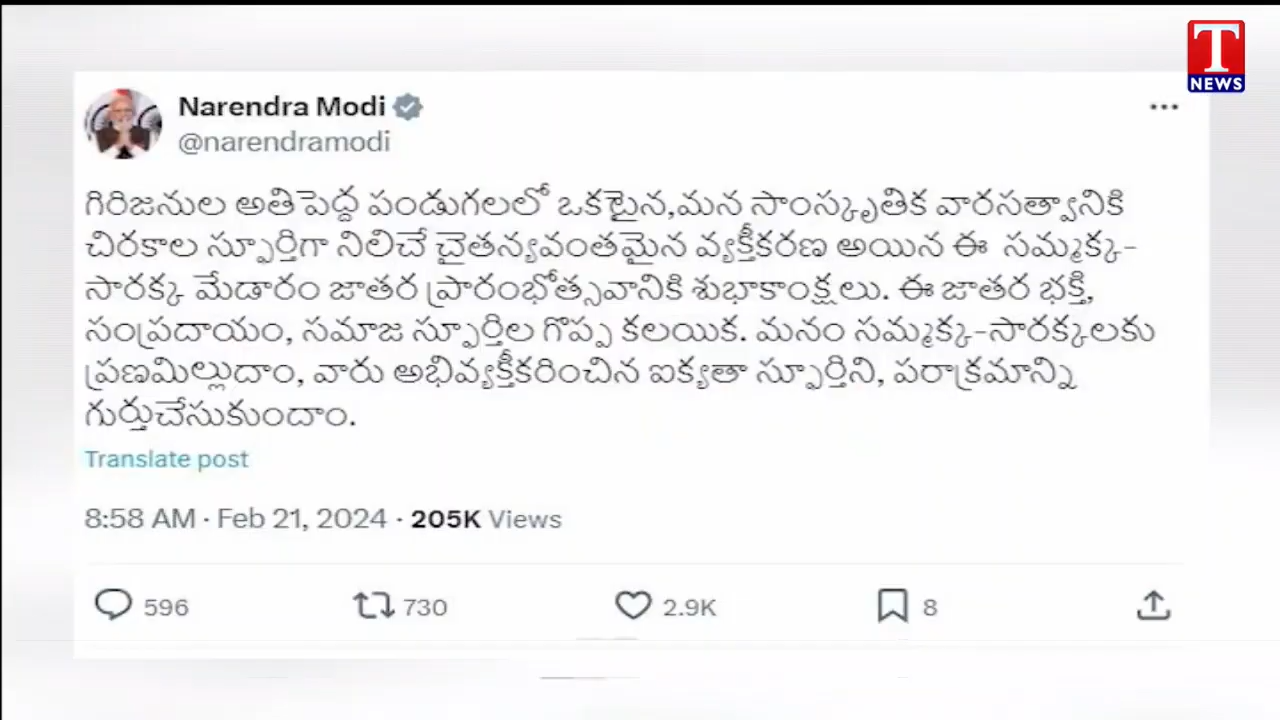 T
NEWS
Narendra Modi
@narendramodi
గిరిజనుల అతిపెద్ద పండుగలలో ఒకటైన,మన సాంస్కృతిక వారసత్వానికి
చిరకాల స్ఫూర్తిగా నిలిచే చైతన్యవంతమైన వ్యక్తీకరణ అయిన ఈ సమ్మక్క-
సారక్క మేడారం జాతర ప్రారంభోత్సవానికి శుభాకాంక్షలు. ఈ జాతర భక్తి,
సంప్రదాయం, సమాజ స్ఫూర్తిల గొప్ప కలయిక. మనం సమ్మక్క-సారక్కలకు
ప్రణమిల్లుదాం, వారు అభివ్యక్తీకరించిన ఐక్యతా స్ఫూర్తిని, పరాక్రమాన్ని
గుర్తుచేసుకుందాం.
Translate post
8:58 AM · Feb 21, 2024 · 205K Views
596 730 2.9K 8